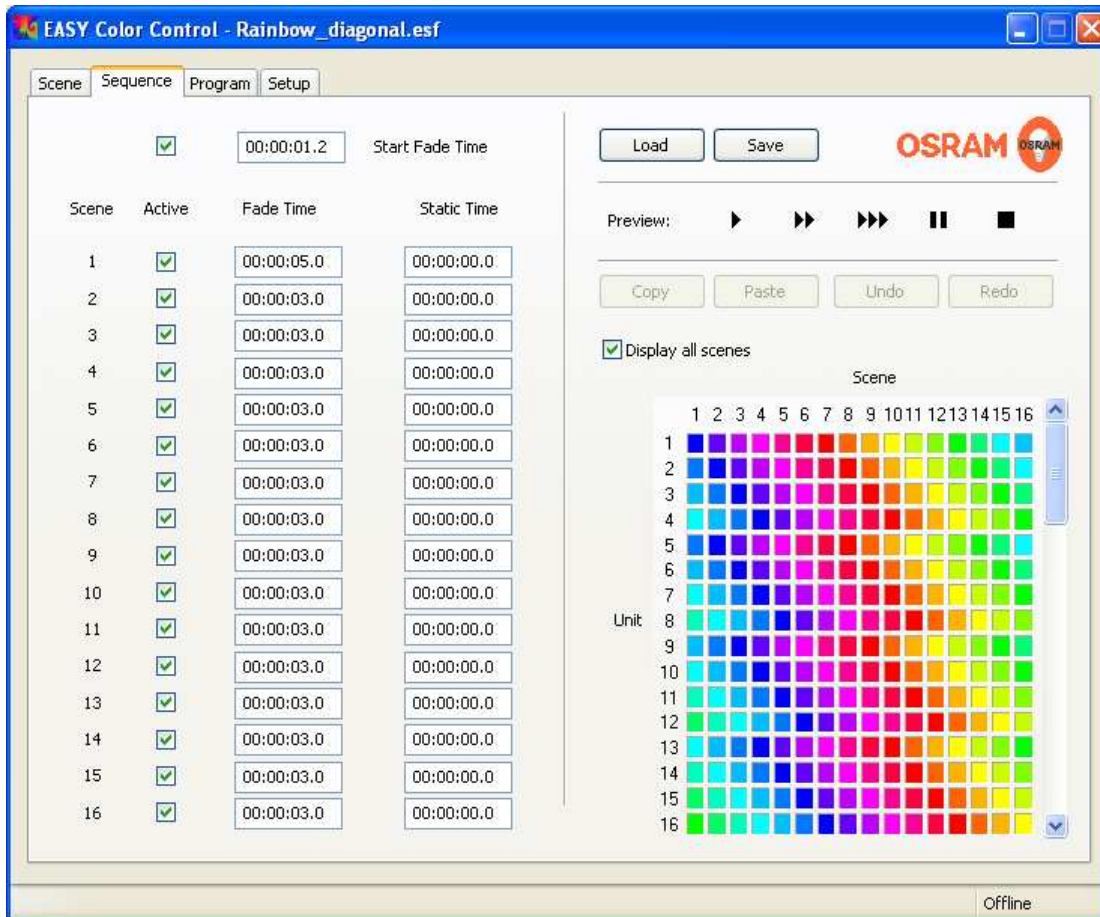 EASY Color Control - Rainbow_diagonal.esf
Scene Sequence Program Setup
00:00:01.2 Start Fade Time
Scene Active Fade Time Static Time
1 00:00:05.0 00:00:00.0
2 00:00:03.0 00:00:00.0
3 00:00:03.0 00:00:00.0
4 00:00:03.0 00:00:00.0
5 00:00:03.0 00:00:00.0
6 00:00:03.0 00:00:00.0
7 00:00:03.0 00:00:00.0
8 00:00:03.0 00:00:00.0
9 00:00:03.0 00:00:00.0
10 00:00:03.0 00:00:00.0
11 00:00:03.0 00:00:00.0
12 00:00:03.0 00:00:00.0
13 00:00:03.0 00:00:00.0
14 00:00:03.0 00:00:00.0
15 00:00:03.0 00:00:00.0
16 00:00:03.0 00:00:00.0
Load Save OSRAM OSRAM
Preview:
Copy Paste Undo Redo
Display all scenes
Scene
1 2 3 4 5 6 7 8 9 10 11 12 13 14 15 16
1
2
3
4
5
6
7
Unit 8
9
10
11
12
13
14
15
16
Offline